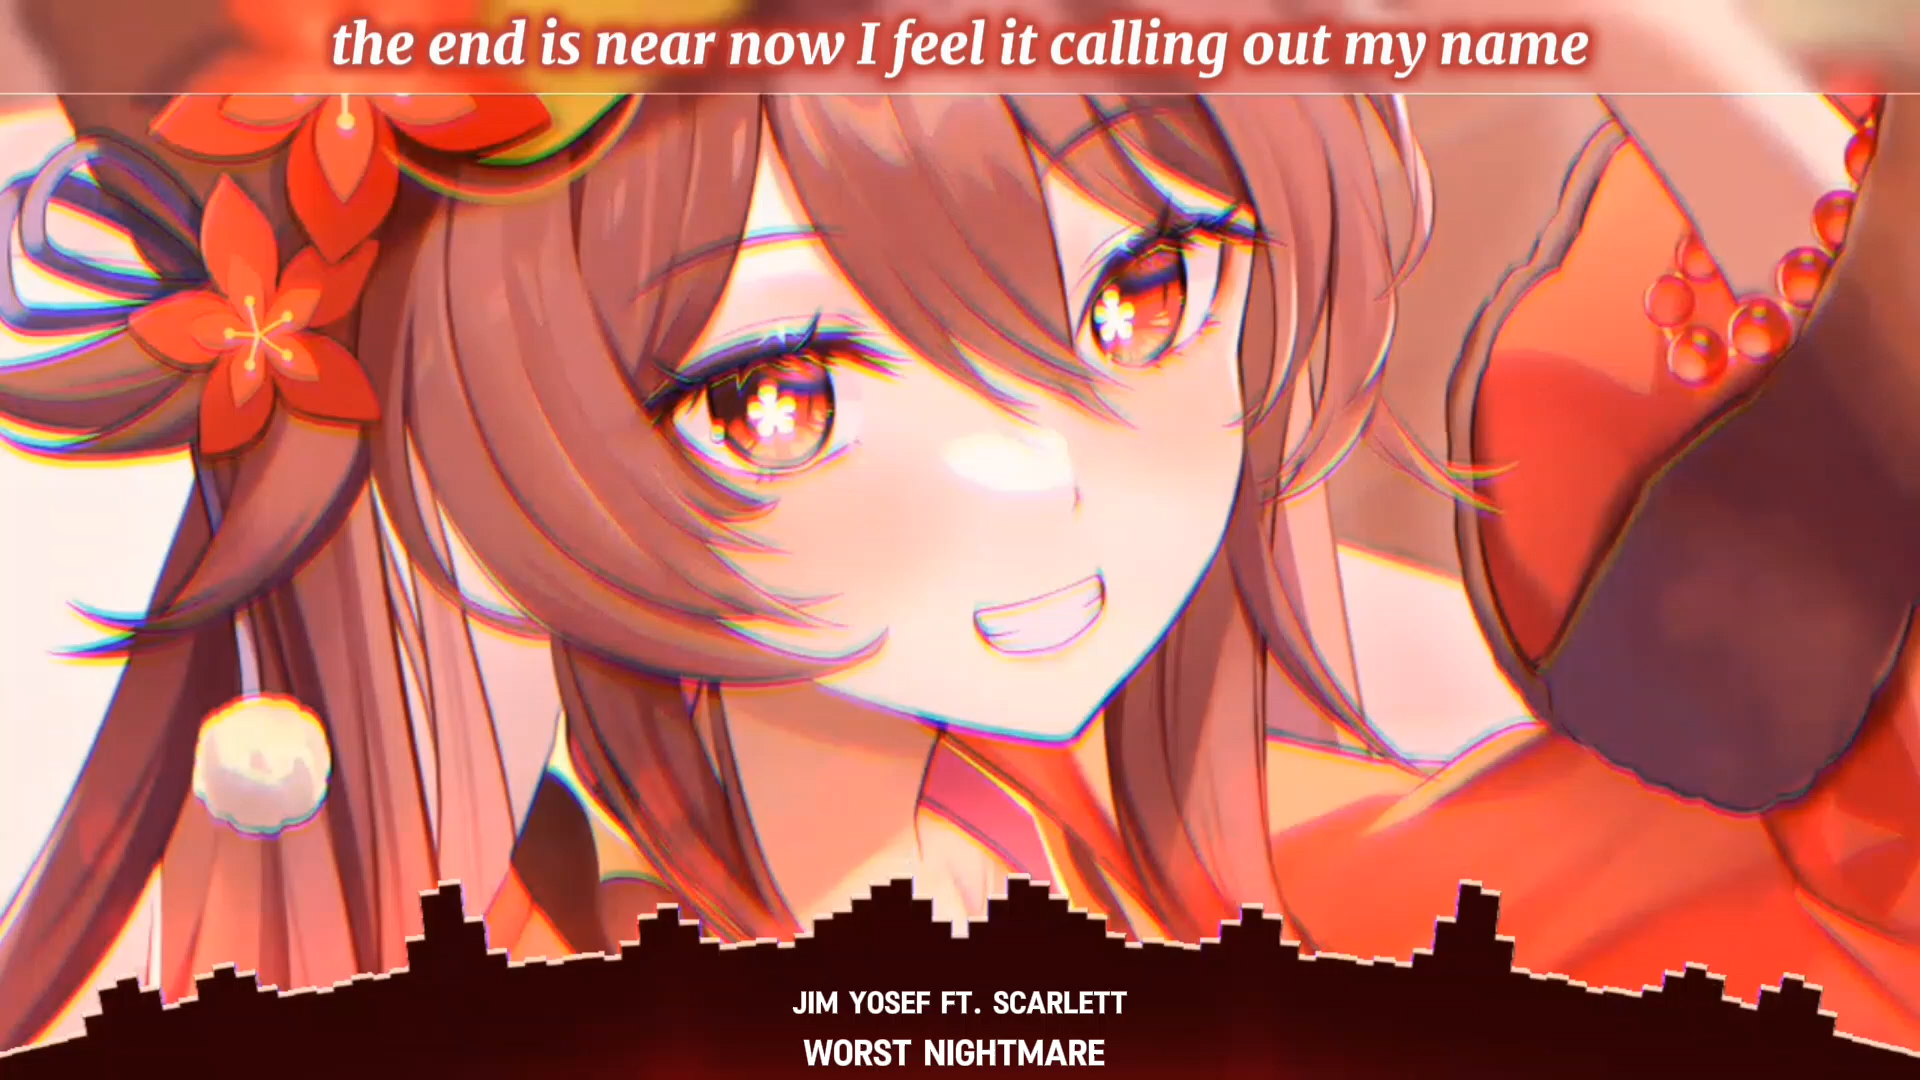 the end is near now I feel it calling out my name
JIM YOSEF FT. SCARLETT
WORST NIGHTMARE